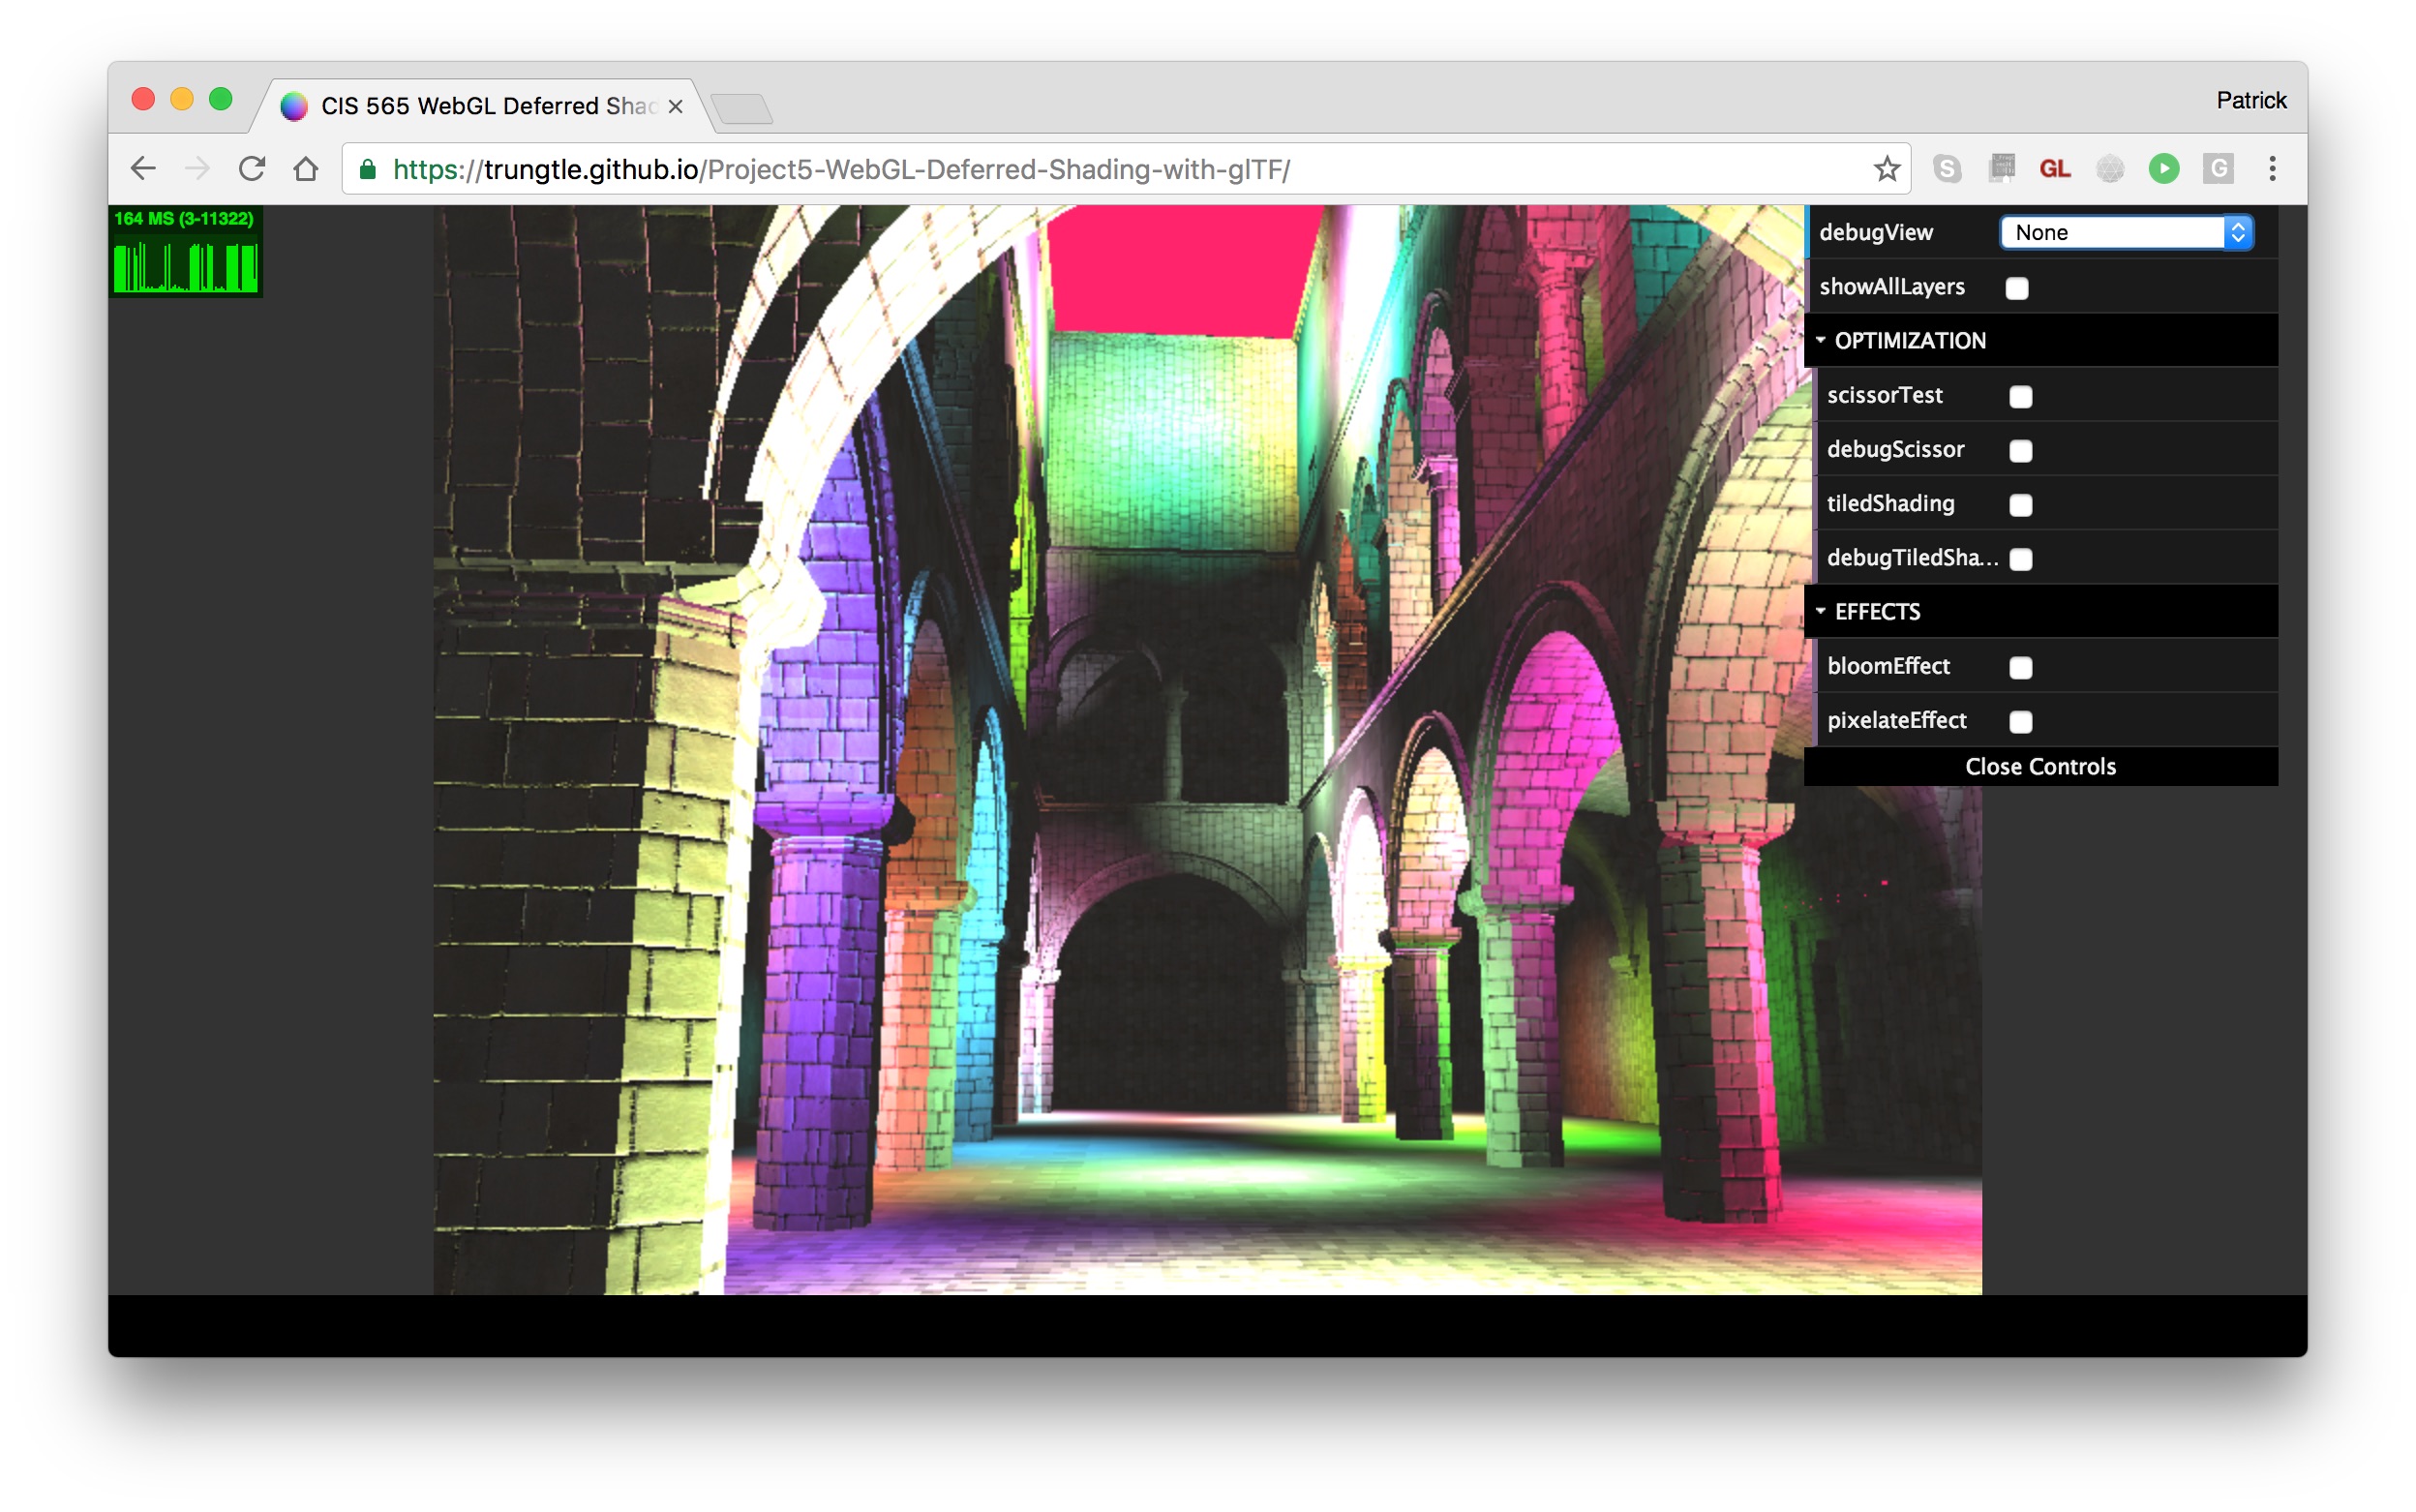 CIS 565 WebGL Deferred Shad
Patrick
https://trungtle.github.io/Project5-WebGL-Deferred-Shading-with-glTF/
S
GL
G
164 MS (3-11322)
debugView None
showAllLayers
OPTIMIZATION
scissorTest
debugScissor
tiledShading
debugTiledSha...
EFFECTS
bloomEffect
pixelateEffect
Close Controls